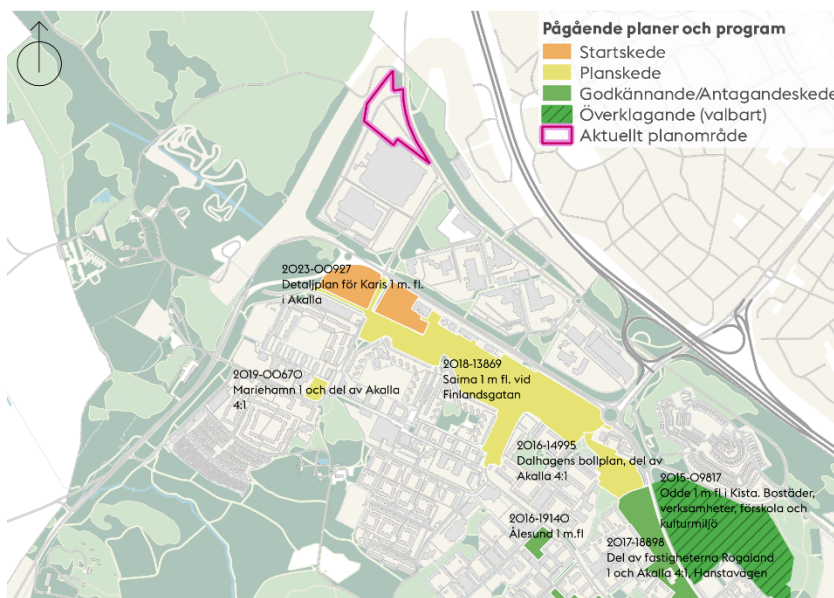 Pågående planer och program
Startskede
Planskede
Godkännande/Antagandeskede
Överklagande (valbart)
Aktuellt planområde
2023-00927
Detaljplan för Karis 1 m. fl.
i Akalla
2019-00670
Mariehamn 1 och del av Akalla
4:1
2018-13869
Saima 1 m fl. vid
Finlandsgatan
2016-14995
Dalhagens bollplan, del av
Akalla 4:1
2015-09817
Odde 1 m fl i Kista. Bostäder,
verksamheter, förskola och
kulturmiljö
2016-19140
Ålesund 1 m.fl
2017-18898
Del av fastigheterna Rogaland
1 och Akalla 4:1, Hanstavägen